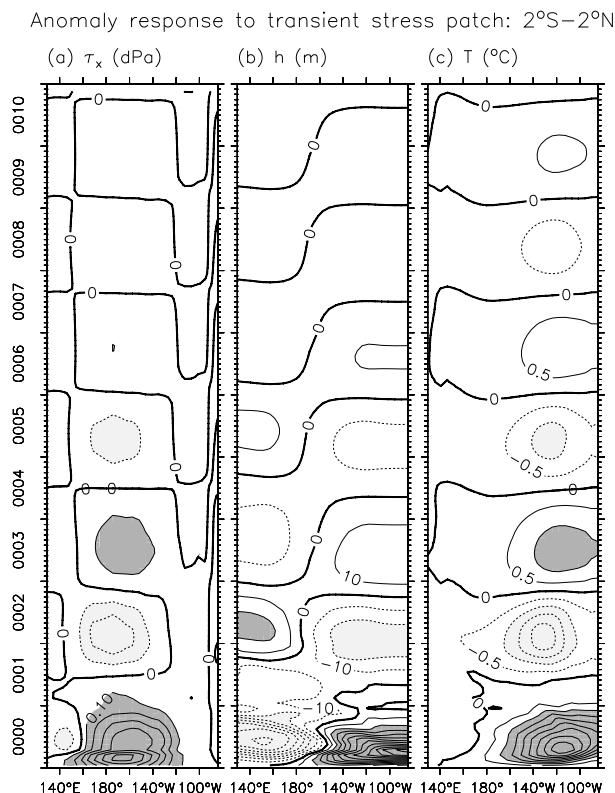 Anomaly response to transient stress patch: 2°S−2°N
(a) τx (dPa) (b) h (m) (c) T (°C)
0010
0009
0008
0007
0006
0005
0004
0003
0002
0001
0000
0 0 0 0 0 0 0 0 0 0 0 0.10
0 0 0 0 0 10 0 −10 −10
0 0 0 0.5 0 −0.5 0 0.5 0 −0.5 0
140°E 180° 140°W 100°W 140°E 180° 140°W 100°W 140°E 180° 140°W 100°W